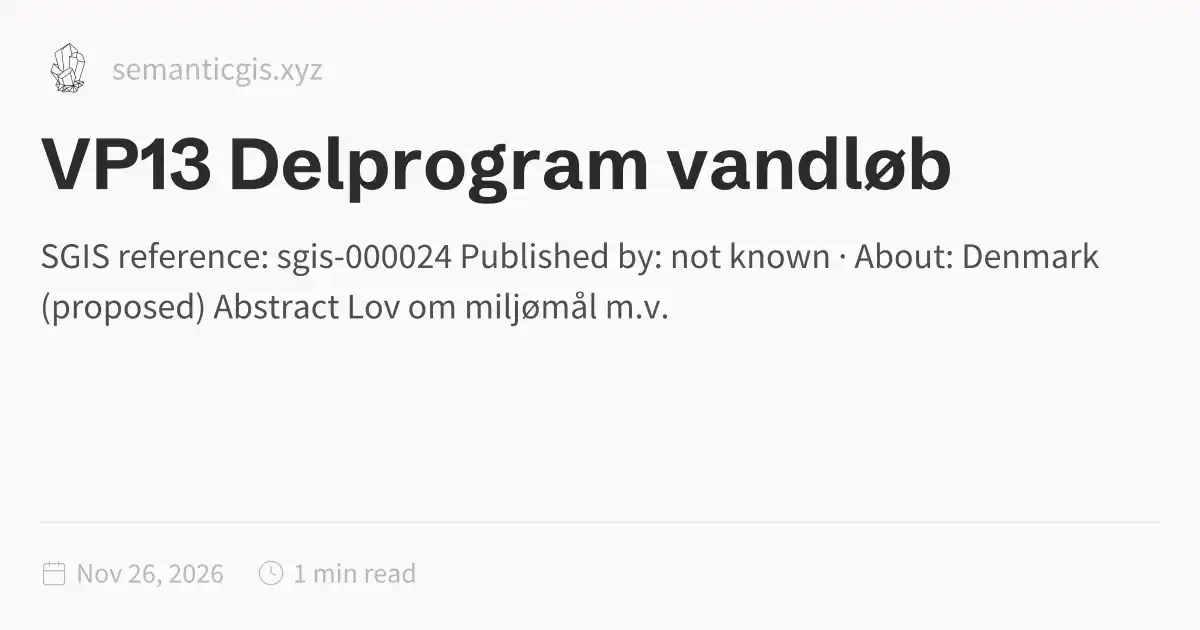 semanticgis.xyz
VP13 Delprogram vandløb
SGIS reference: sgis-000024 Published by: not known · About: Denmark
(proposed) Abstract Lov om miljømål m.v.
Nov 26, 2026 1 min read